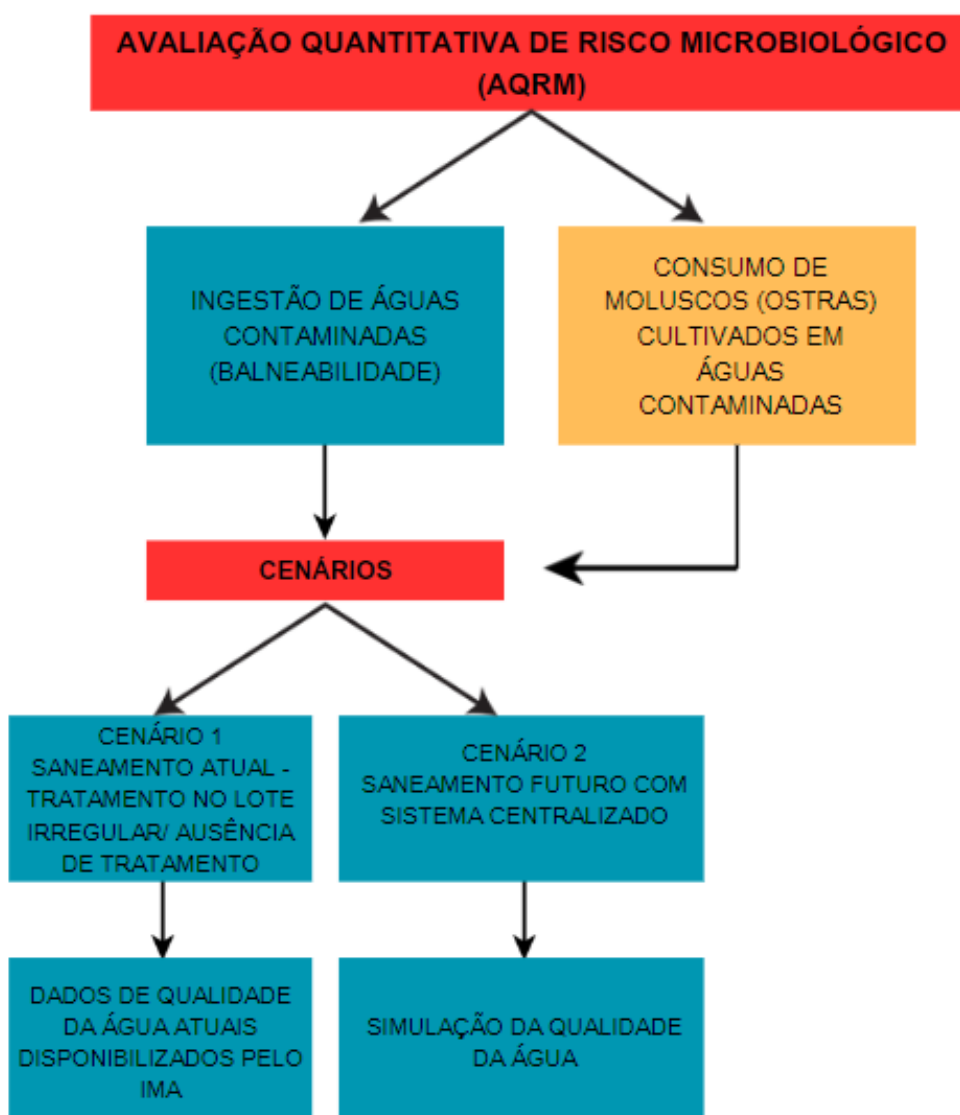 AVALIAÇÃO QUANTITATIVA DE RISCO MICROBIOLÓGICO
(AQRM)
INGESTÃO DE ÁGUAS
CONTAMINADAS
(BALNEABILIDADE)
CONSUMO DE
MOLUSCOS (OSTRAS)
CULTIVADOS EM
ÁGUAS
CONTAMINADAS
CENÁRIOS
CENÁRIO 1
SANEAMENTO ATUAL -
TRATAMENTO NO LOTE
IRREGULAR/ AUSÊNCIA
DE TRATAMENTO
CENÁRIO 2
SANEAMENTO FUTURO COM
SISTEMA CENTRALIZADO
DADOS DE QUALIDADE
DA ÁGUA ATUAIS
DISPONIBILIZADOS PELO
IMA
SIMULAÇÃO DA QUALIDADE
DA ÁGUA